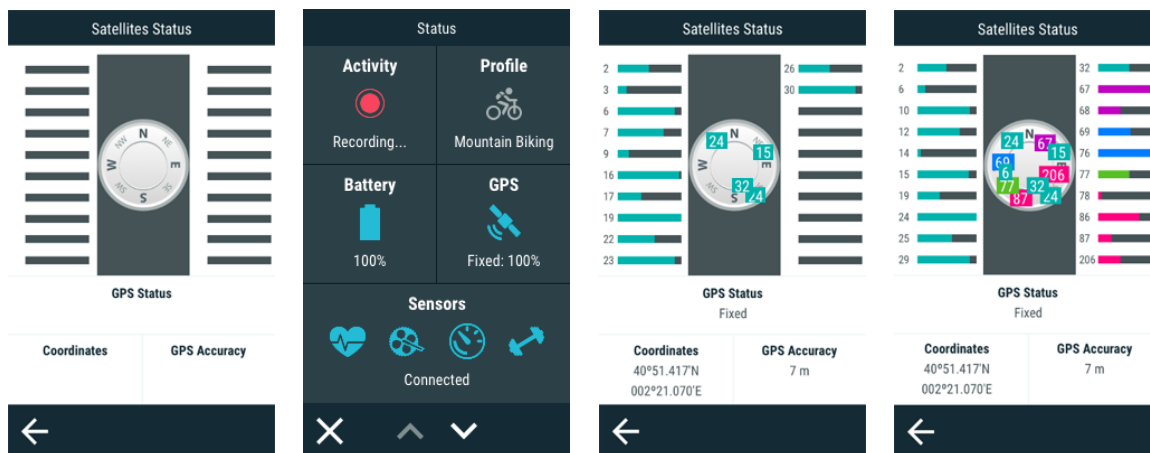 Satellites Status
N
NE
E
SE
S
SW
W
NW
GPS Status
Coordinates GPS Accuracy
Status
Activity Profile
Recording... Mountain Biking
Battery GPS
100% Fixed: 100%
Sensors
Connected
Satellites Status
2 26
3 30
6
7
9
16
17
19
22
23
N
24
15
E
W
SW
32
24
S
GPS Status
Fixed
Coordinates GPS Accuracy
40º51.417'N 7 m
002º21.070'E
Satellites Status
2 32
6 67
10 68
12 69
14 76
15 77
19 78
24 86
25 87
29 206
N
24
67
15
69
6
206
77
32
87
24
GPS Status
Fixed
Coordinates GPS Accuracy
40º51.417'N 7 m
002º21.070'E